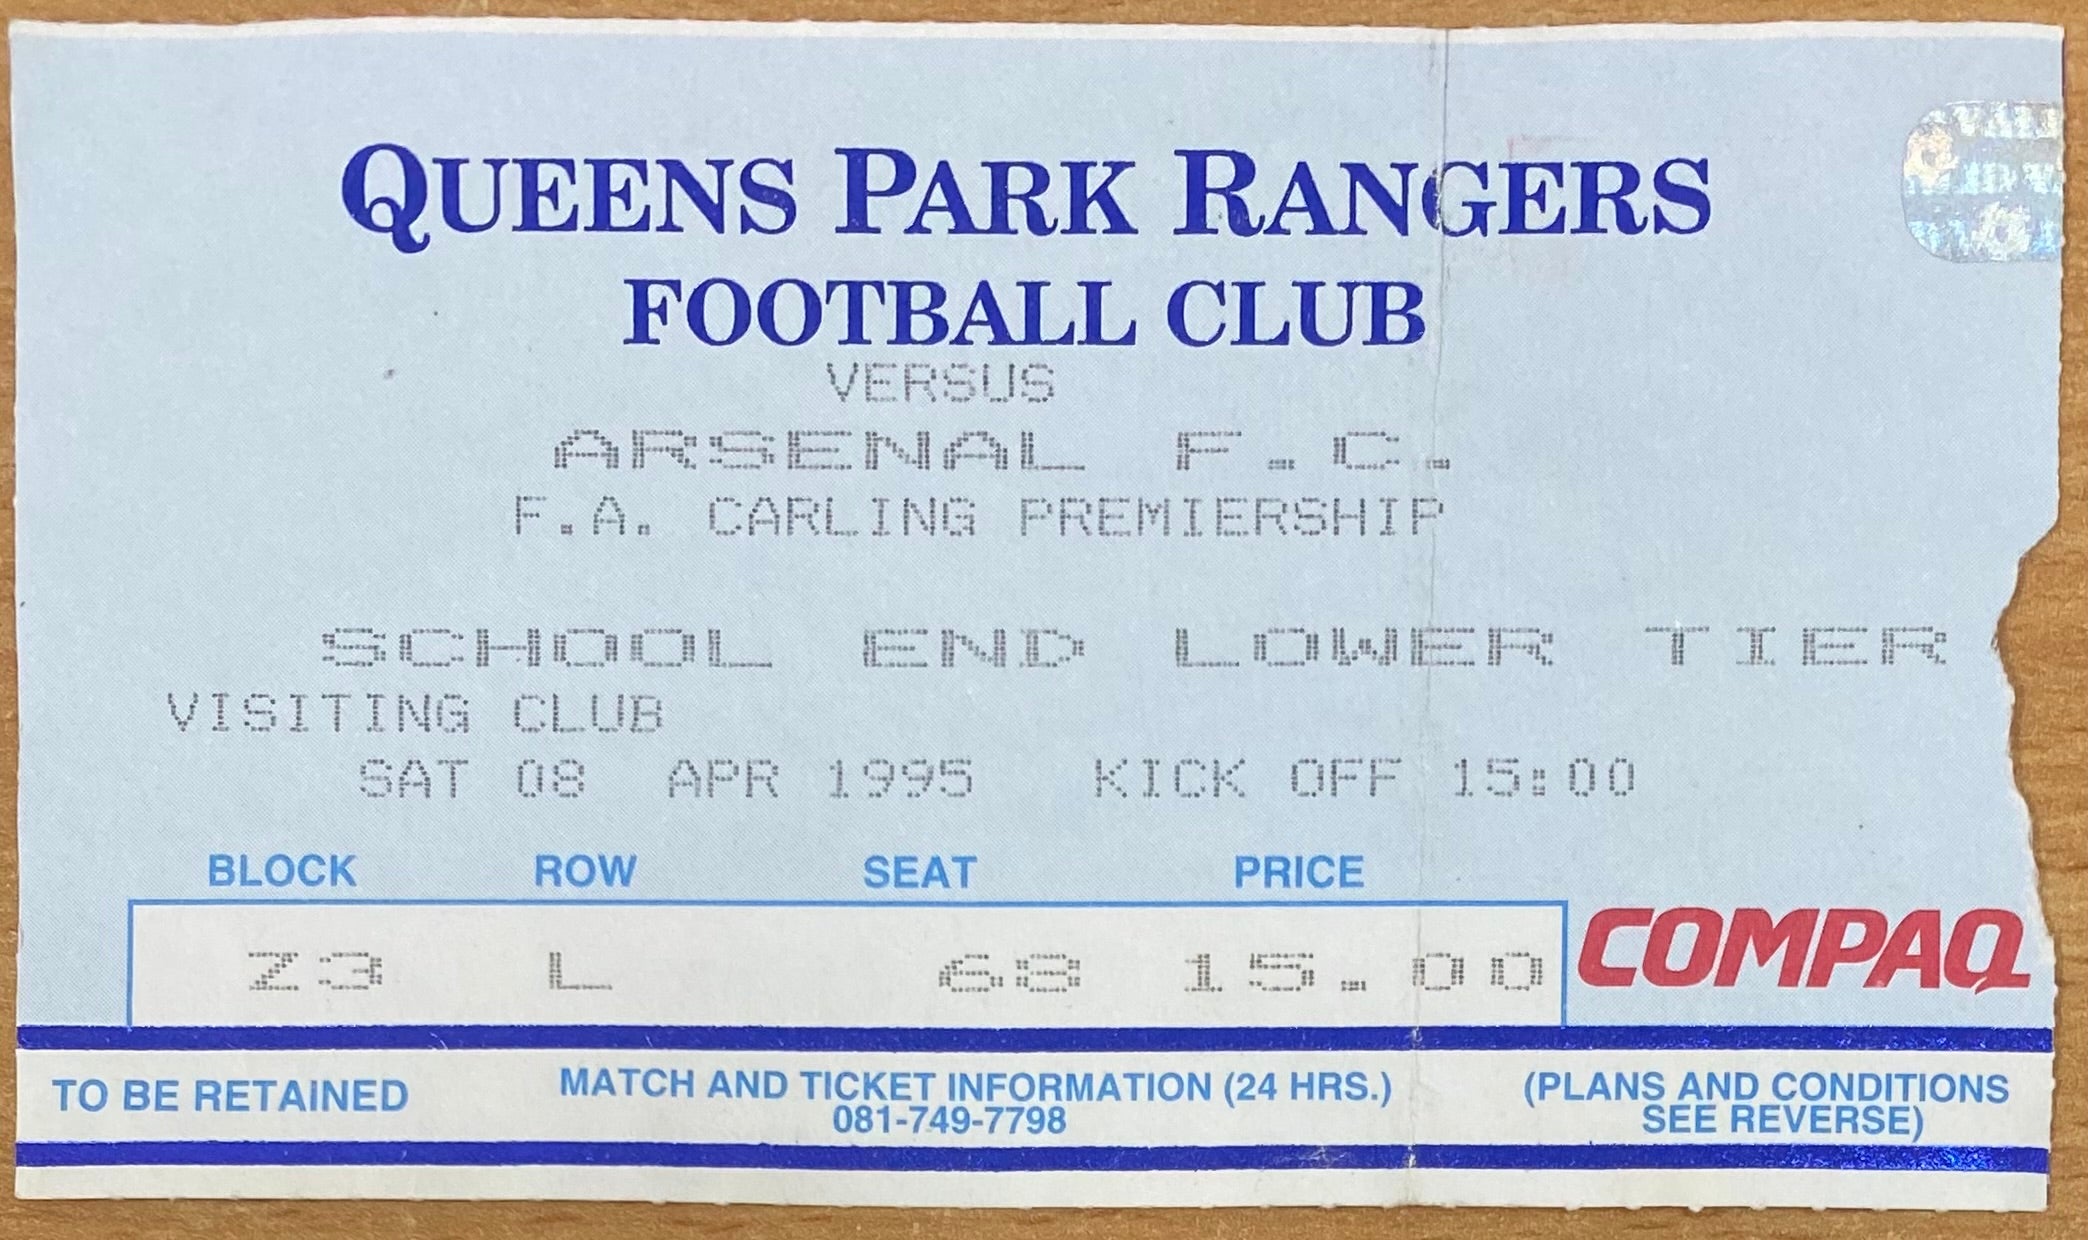 QUEENS PARK RANGERS
FOOTBALL CLUB
VERSUS
ARSENAL F.C.
F.A. CARLING PREMIERSHIP
SCHOOL END LOWER TIER
VISITING CLUB
SAT 08 APR 1995 KICK OFF 15:00
BLOCK ROW SEAT PRICE
Z3 L 68 15.00
COMPAQ
TO BE RETAINED
MATCH AND TICKET INFORMATION (24 HRS.)
081-749-7798
(PLANS AND CONDITIONS
SEE REVERSE)